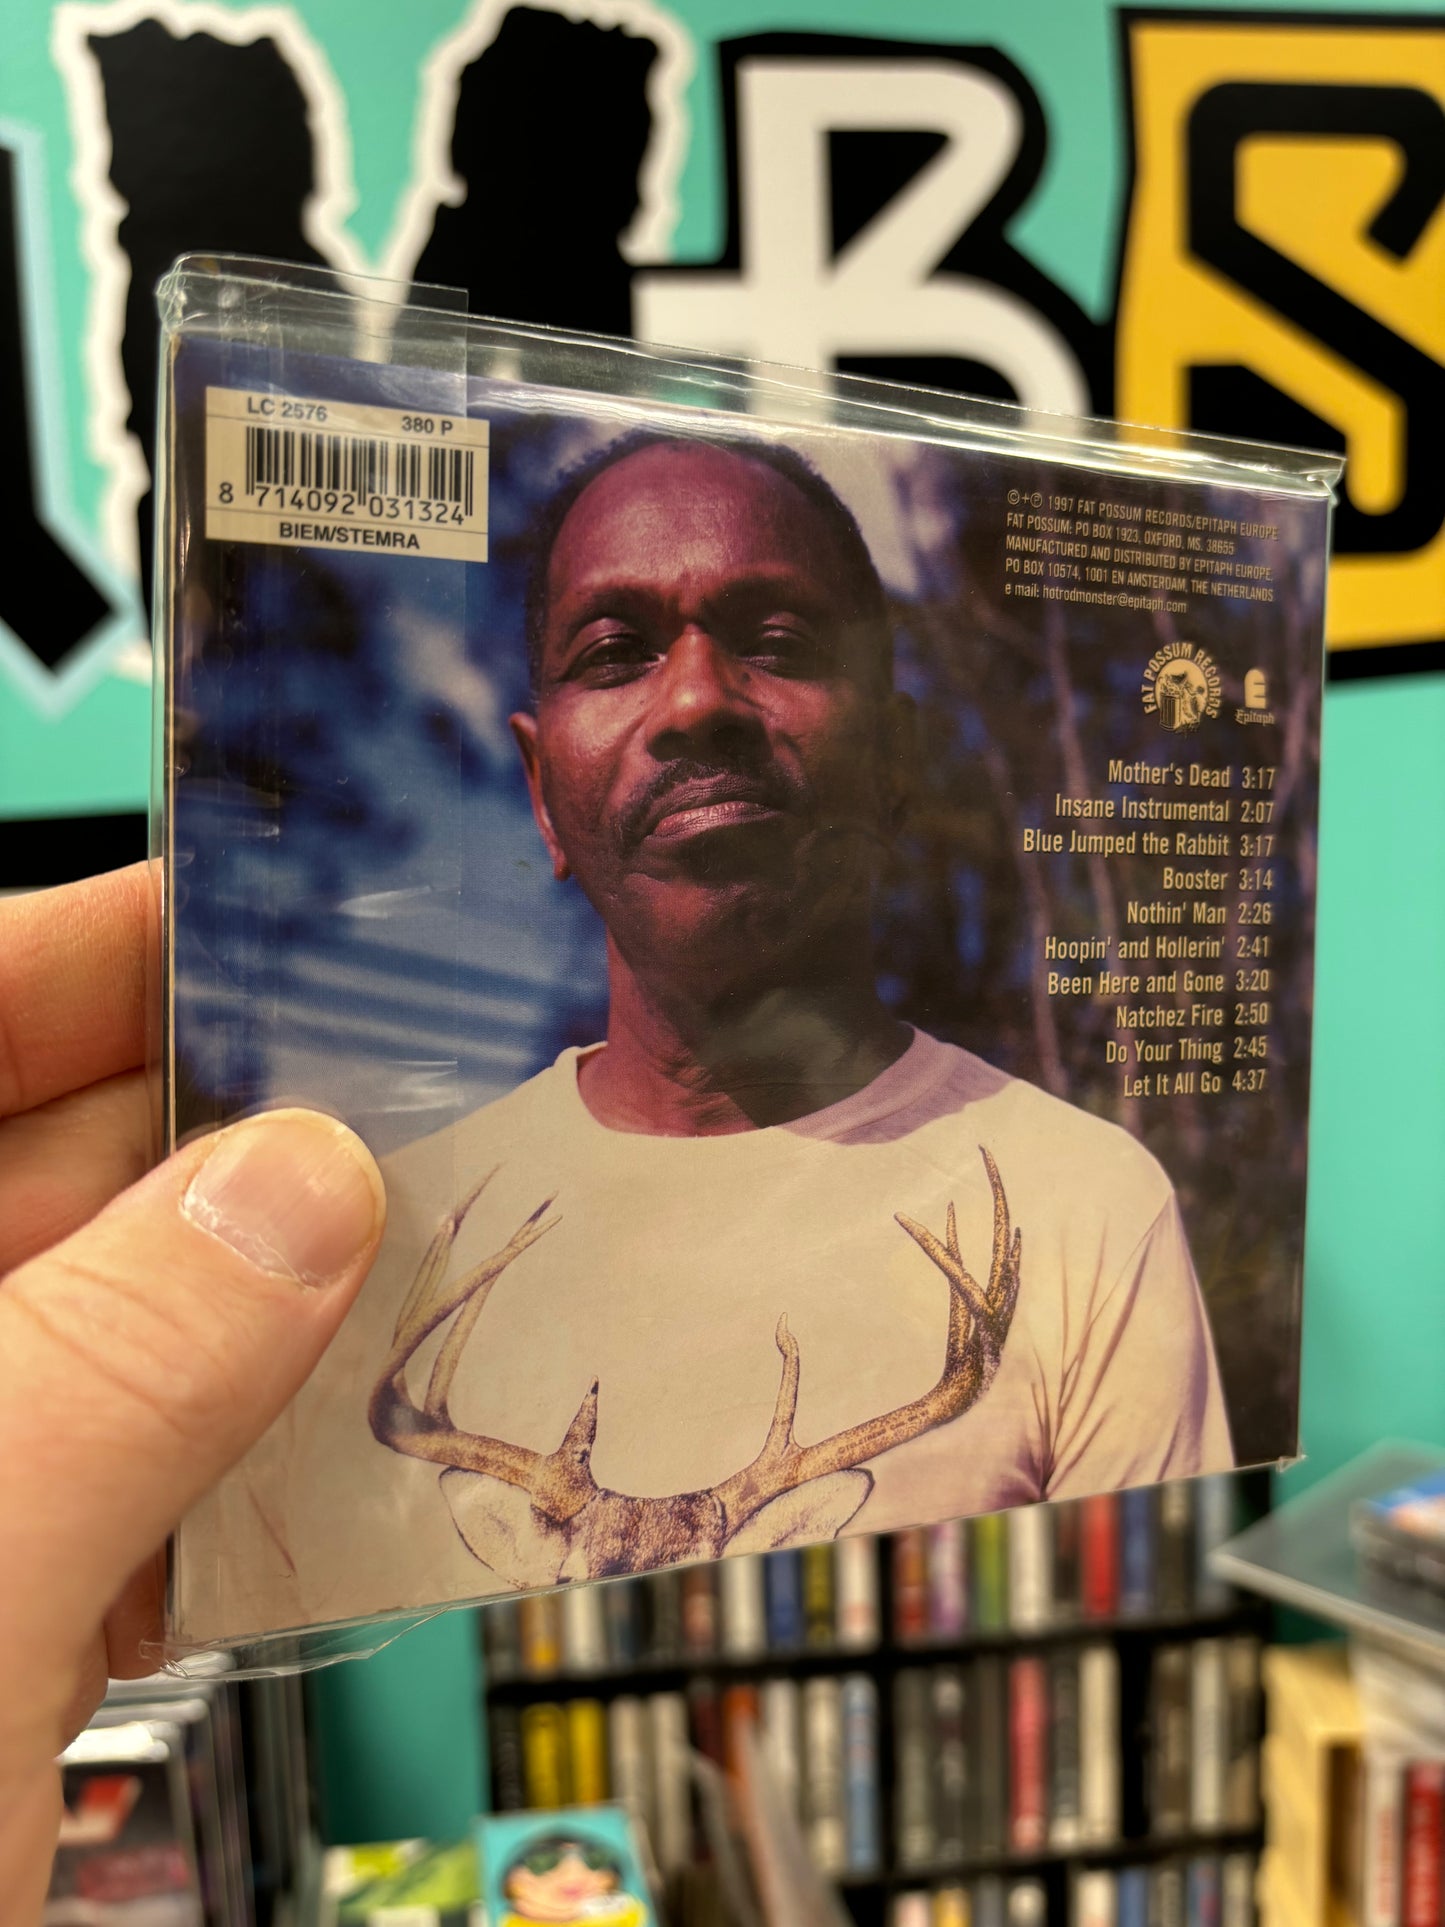 BS
LC 2576 380 P
8 714092 031324
BIEM/STEMRA
©+℗ 1997 FAT POSSUM RECORDS/EPITAPH EUROPE
FAT POSSUM: PO BOX 1923, OXFORD, MS. 38655
MANUFACTURED AND DISTRIBUTED BY EPITAPH EUROPE,
PO BOX 10574, 1001 EN AMSTERDAM, THE NETHERLANDS
e mail: hotrodmonster@epitaph.com
FAT POSSUM RECORDS
E
Epitaph
Mother's Dead 3:17
Insane Instrumental 2:07
Blue Jumped the Rabbit 3:17
Booster 3:14
Nothin' Man 2:26
Hoopin' and Hollerin' 2:41
Been Here and Gone 3:20
Natchez Fire 2:50
Do Your Thing 2:45
Let It All Go 4:37